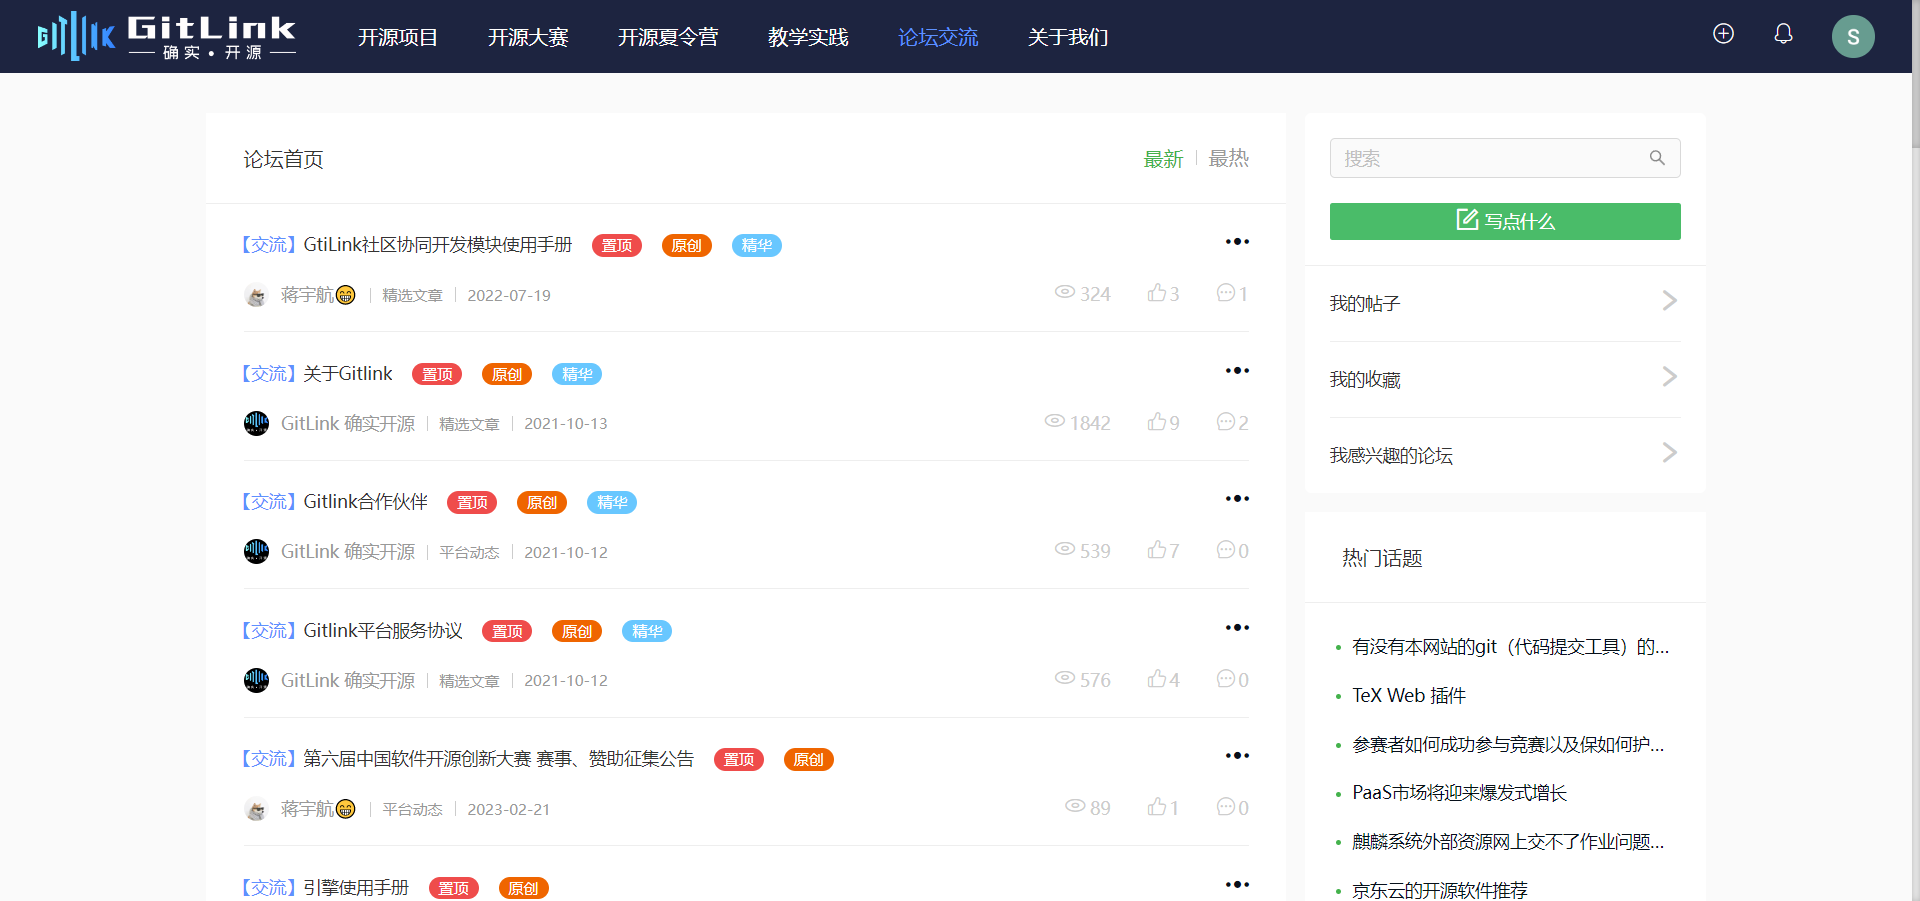 GITLINK GitLink 确实·开源 开源项目 开源大赛 开源夏令营 教学实践 论坛交流 关于我们 S
论坛首页 最新 最热
【交流】GtiLink社区协同开发模块使用手册 置顶 原创 精华
蒋宇航😁 精选文章 2022-07-19 324 3 1
【交流】关于Gitlink 置顶 原创 精华
GitLink 确实开源 精选文章 2021-10-13 1842 9 2
【交流】Gitlink合作伙伴 置顶 原创 精华
GitLink 确实开源 平台动态 2021-10-12 539 7 0
【交流】Gitlink平台服务协议 置顶 原创 精华
GitLink 确实开源 精选文章 2021-10-12 576 4 0
【交流】第六届中国软件开源创新大赛 赛事、赞助征集公告 置顶 原创
蒋宇航😁 平台动态 2023-02-21 89 1 0
【交流】引擎使用手册 置顶 原创
搜索
写点什么
我的帖子
我的收藏
我感兴趣的论坛
热门话题
有没有本网站的git（代码提交工具）的...
TeX Web 插件
参赛者如何成功参与竞赛以及保如何护...
PaaS市场将迎来爆发式增长
麒麟系统外部资源网上交不了作业问题...
京东云的开源软件推荐